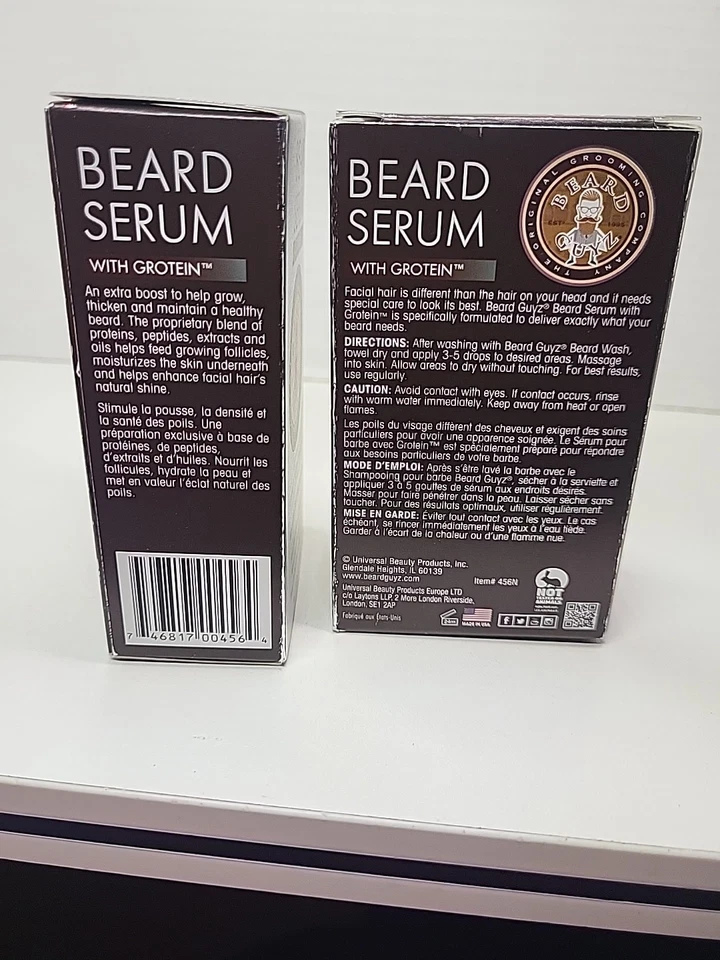 BEARD
SERUM
WITH GROTEIN™
An extra boost to help grow,
thicken and maintain a healthy
beard. The proprietary blend of
proteins, peptides, extracts and
oils helps feed growing follicles,
moisturizes the skin underneath
and helps enhance facial hair's
natural shine.
Stimule la pousse, la densité et
la santé des poils. Une
préparation exclusive à base de
protéines, de peptides,
d'extraits et d'huiles. Nourrit les
follicules, hydrate la peau et
met en valeur l'éclat naturel des
poils.
7 46817 00456 4
BEARD
SERUM
WITH GROTEIN™
THE ORIGINAL GROOMING COMPANY
BEARD
GUYZ
Facial hair is different than the hair on your head and it needs
special care to look its best. Beard Guyz® Beard Serum with
Grotein™ is specifically formulated to deliver exactly what your
beard needs.
DIRECTIONS: After washing with Beard Guyz® Beard Wash,
towel dry and apply 3-5 drops to desired areas. Massage
into skin. Allow areas to dry without touching. For best results,
use regularly.
CAUTION: Avoid contact with eyes. If contact occurs, rinse
with warm water immediately. Keep away from heat or open
flames.
Les poils du visage diffèrent des cheveux et exigent des soins
particuliers pour avoir une apparence soignée. Le Sérum pour
barbe avec Grotein™ est spécialement préparé pour répondre
aux besoins particuliers de votre barbe.
MODE D'EMPLOI: Après s'être lavé la barbe avec le
Shampooing pour barbe Beard Guyz®, sécher à la serviette et
appliquer 3 à 5 gouttes de sérum aux endroits désirés.
Masser pour faire pénétrer dans la peau. Laisser sécher sans
toucher. Pour des résultats optimaux, utiliser régulièrement.
MISE EN GARDE: Éviter tout contact avec les yeux. Le cas
échéant, se rincer immédiatement les yeux à l'eau tiède.
Garder à l'écart de la chaleur ou d'une flamme nue.
© Universal Beauty Products, Inc.
Glendale Heights, IL 60139
www.beardguyz.com
Item# 456N
Universal Beauty Products Europe LTD
c/o Laytons LLP, 2 More London Riverside,
London, SE1 2AP
Fabriqué aux États-Unis
24m
MADE IN USA
NOT
TESTED ON
ANIMALS